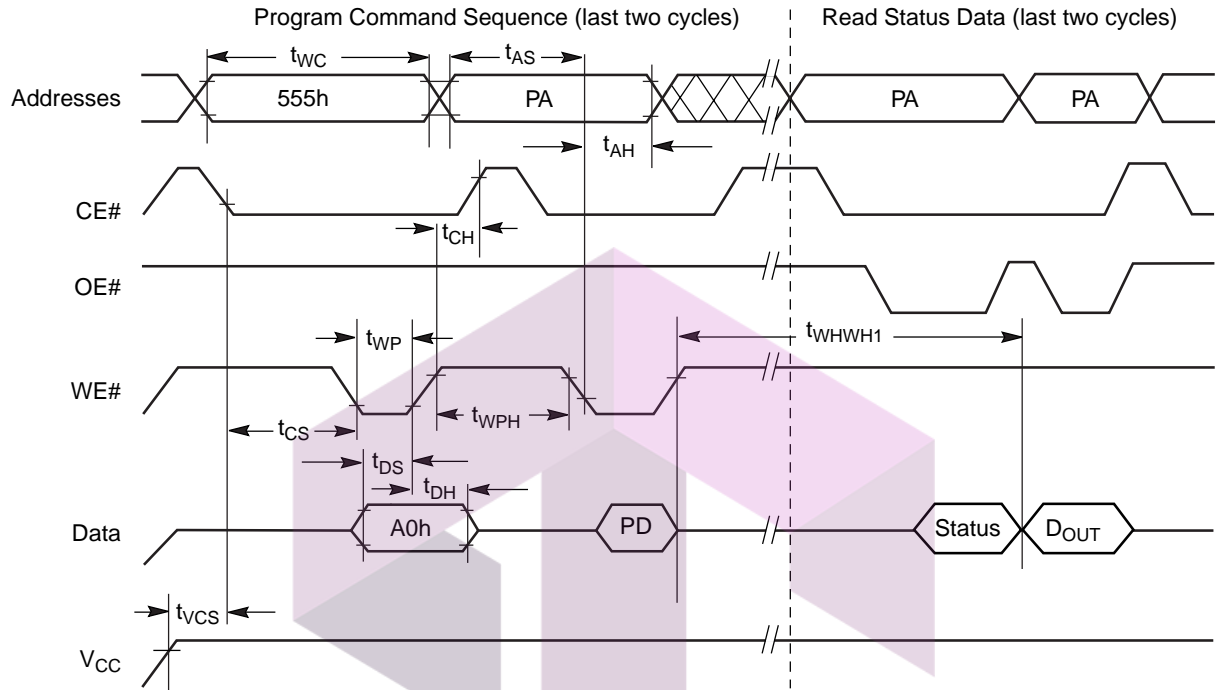 Program Command Sequence (last two cycles)
Read Status Data (last two cycles)
tWC
tAS
Addresses
555h
PA
PA
PA
tAH
CE#
tCH
OE#
tWP
tWHWH1
WE#
tCS
tWPH
tDS
tDH
Data
A0h
PD
Status
DOUT
tVCS
VCC